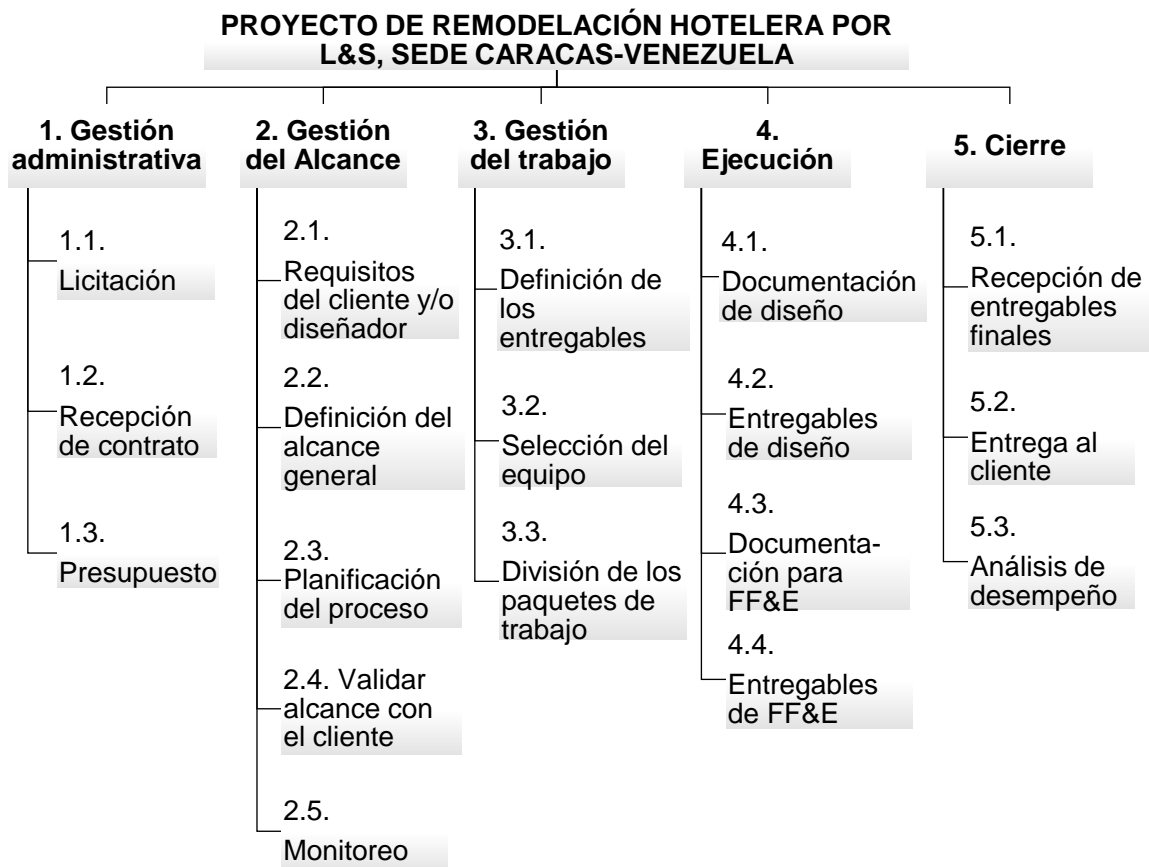 PROYECTO DE REMODELACIÓN HOTELERA POR
L&S, SEDE CARACAS-VENEZUELA
1. Gestión
administrativa
1.1.
Licitación
1.2.
Recepción
de contrato
1.3.
Presupuesto
2. Gestión
del Alcance
2.1.
Requisitos
del cliente y/o
diseñador
2.2.
Definición del
alcance
general
2.3.
Planificación
del proceso
2.4. Validar
alcance con
el cliente
2.5.
Monitoreo
3. Gestión
del trabajo
3.1.
Definición de
los
entregables
3.2.
Selección del
equipo
3.3.
División de los
paquetes de
trabajo
4.
Ejecución
4.1.
Documentación
de diseño
4.2.
Entregables
de diseño
4.3.
Documenta-
ción para
FF&E
4.4.
Entregables
de FF&E
5. Cierre
5.1.
Recepción de
entregables
finales
5.2.
Entrega al
cliente
5.3.
Análisis de
desempeño